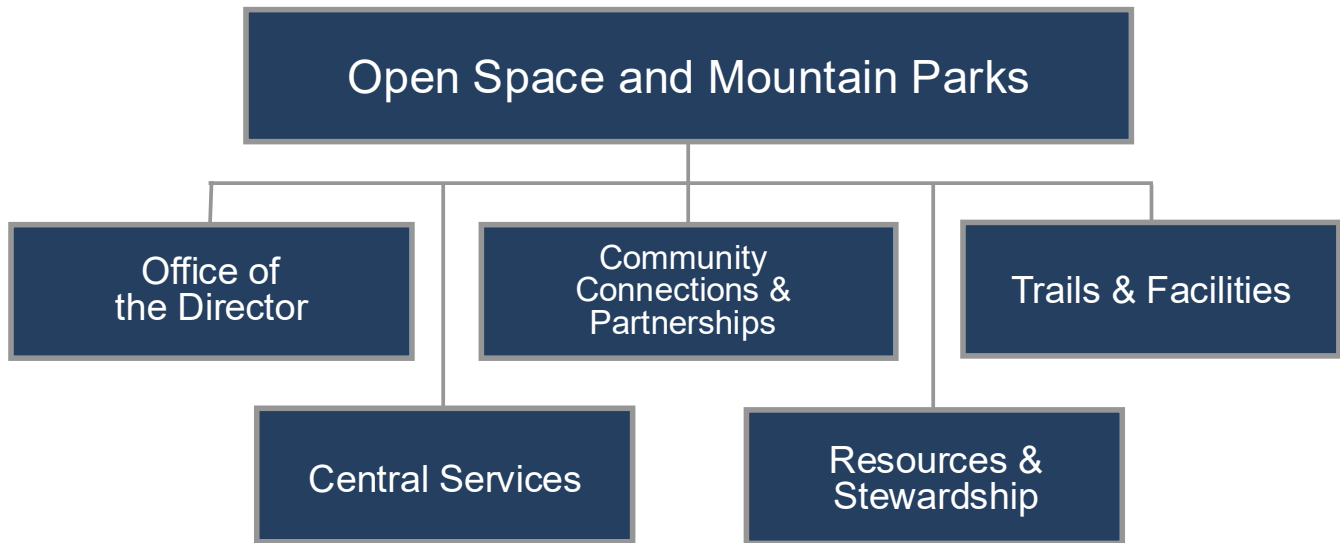 Open Space and Mountain Parks
Office of
the Director
Community
Connections &
Partnerships
Trails & Facilities
Central Services
Resources &
Stewardship